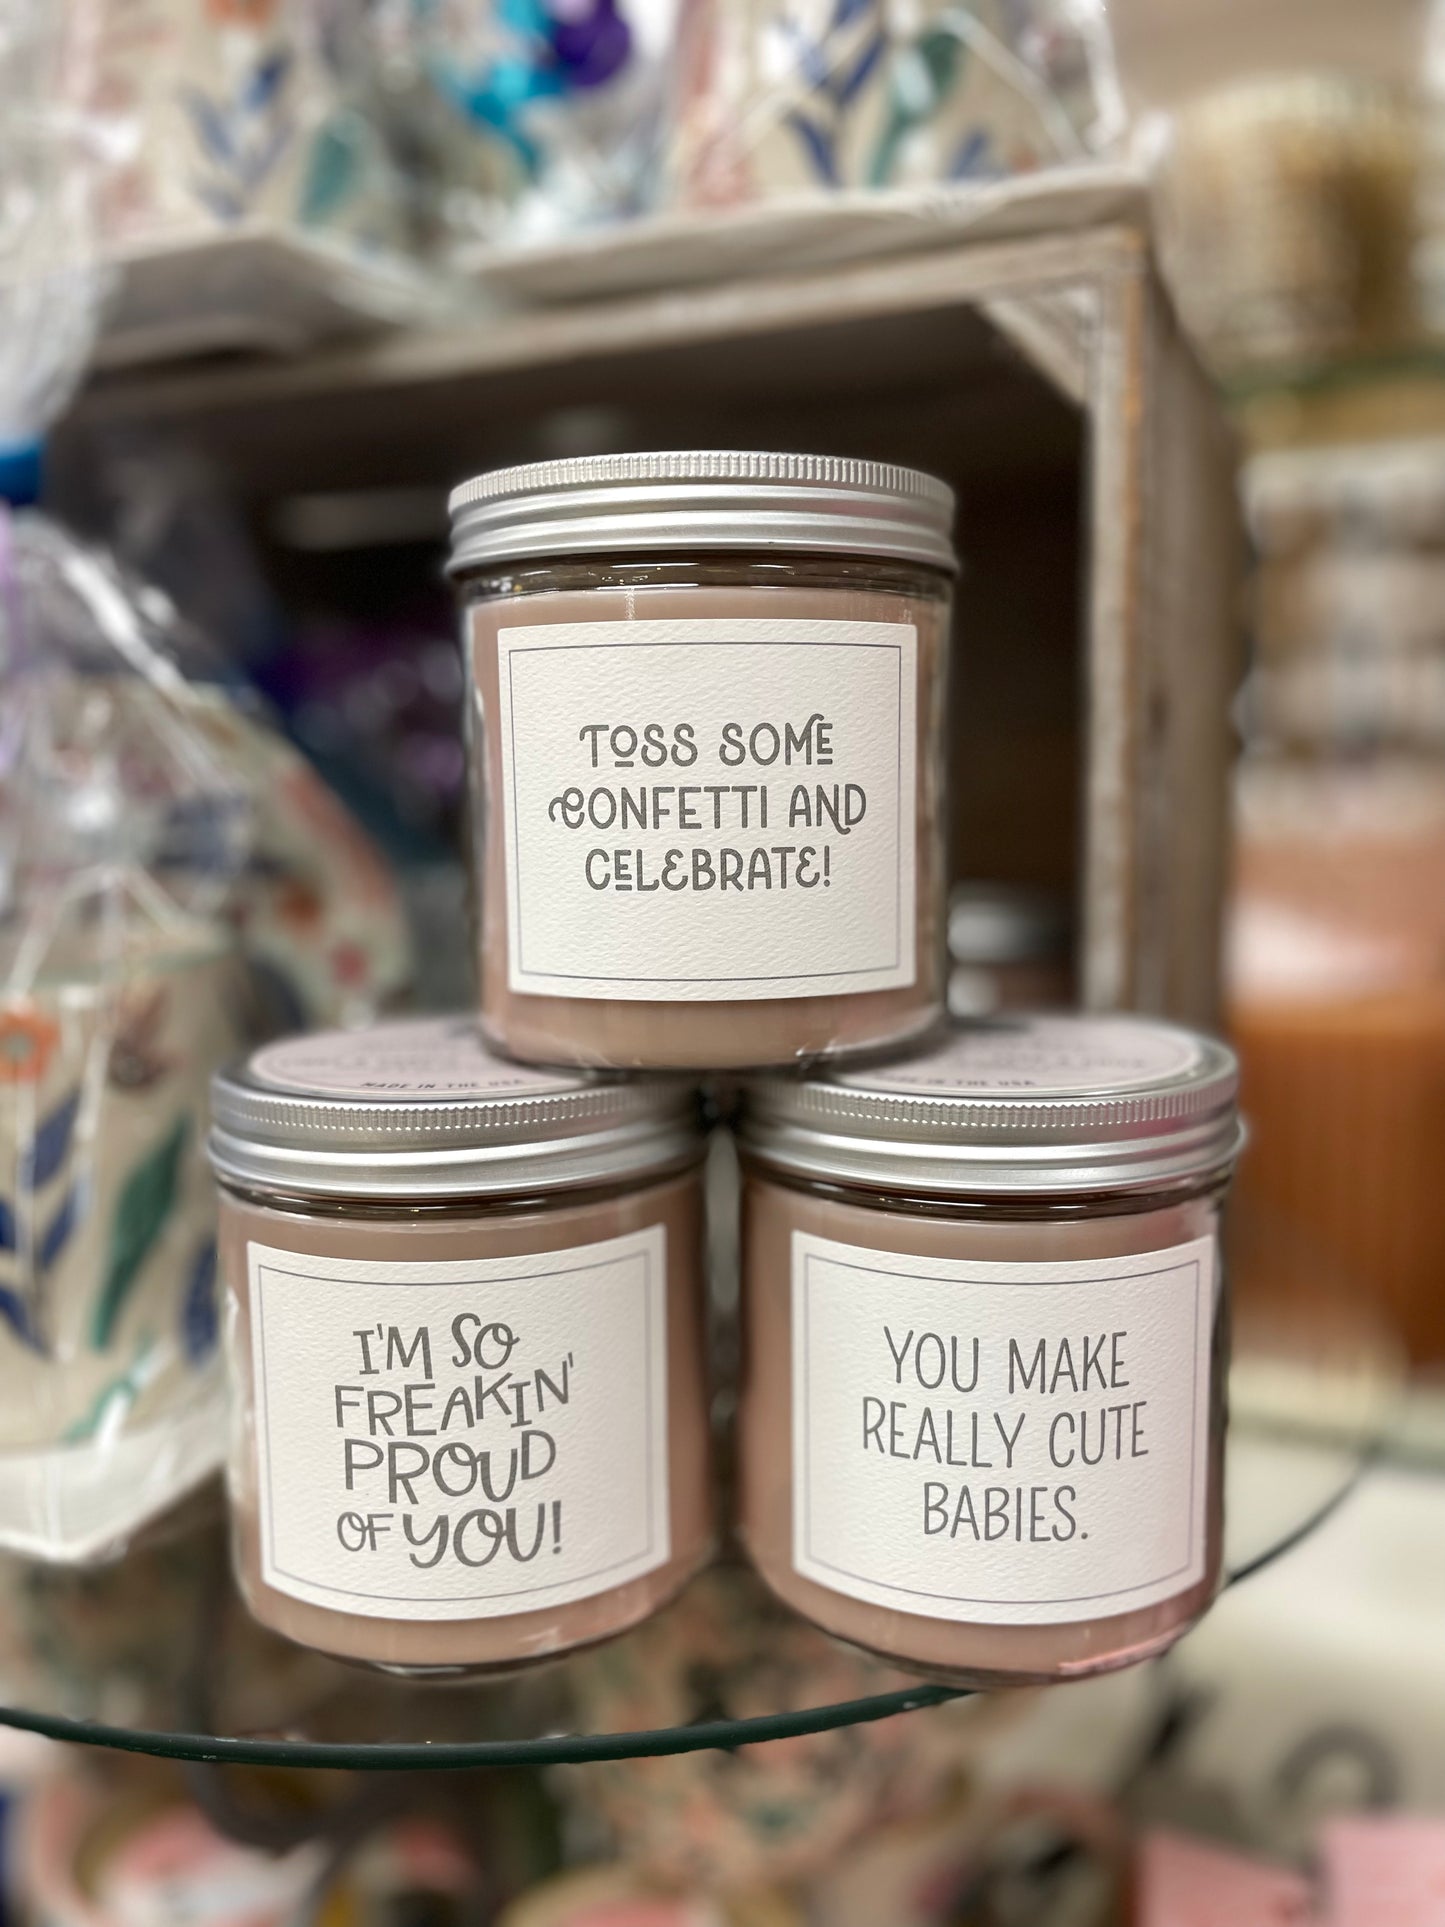 TOSS SOME
CONFETTI AND
CELEBRATE!
MADE IN THE USA
IN THE USA
I'M SO
FREAKIN'
PROUD
OF YOU!
YOU MAKE
REALLY CUTE
BABIES.